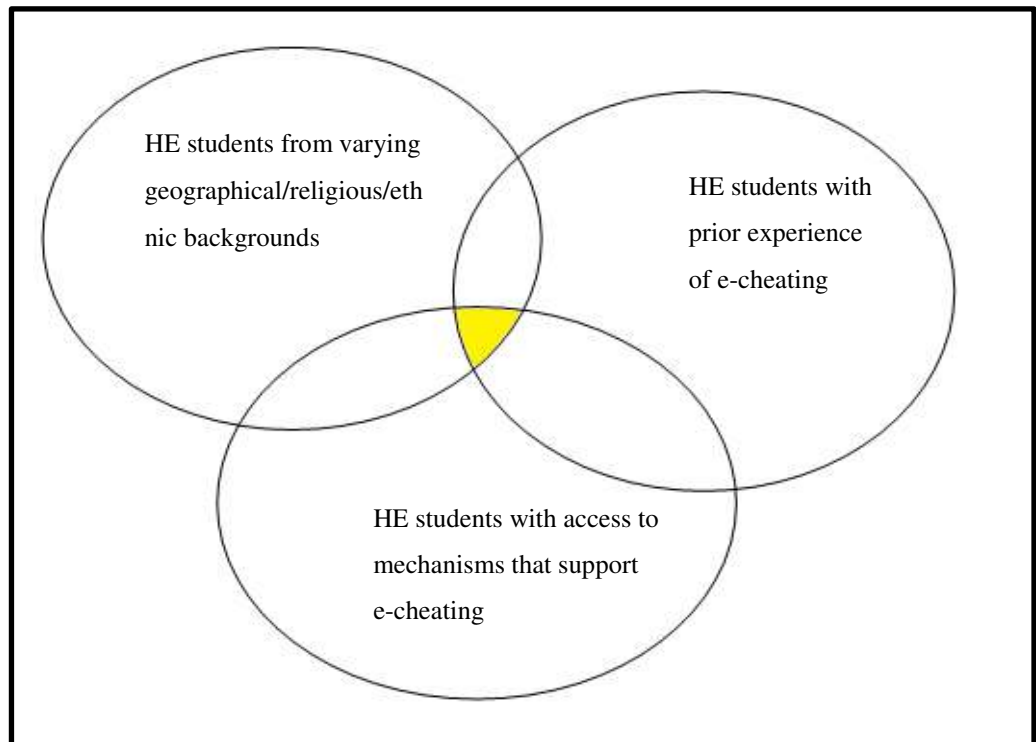 HE students from varying
geographical/religious/eth
nic backgrounds
HE students with
prior experience
of e-cheating
HE students with access to
mechanisms that support
e-cheating